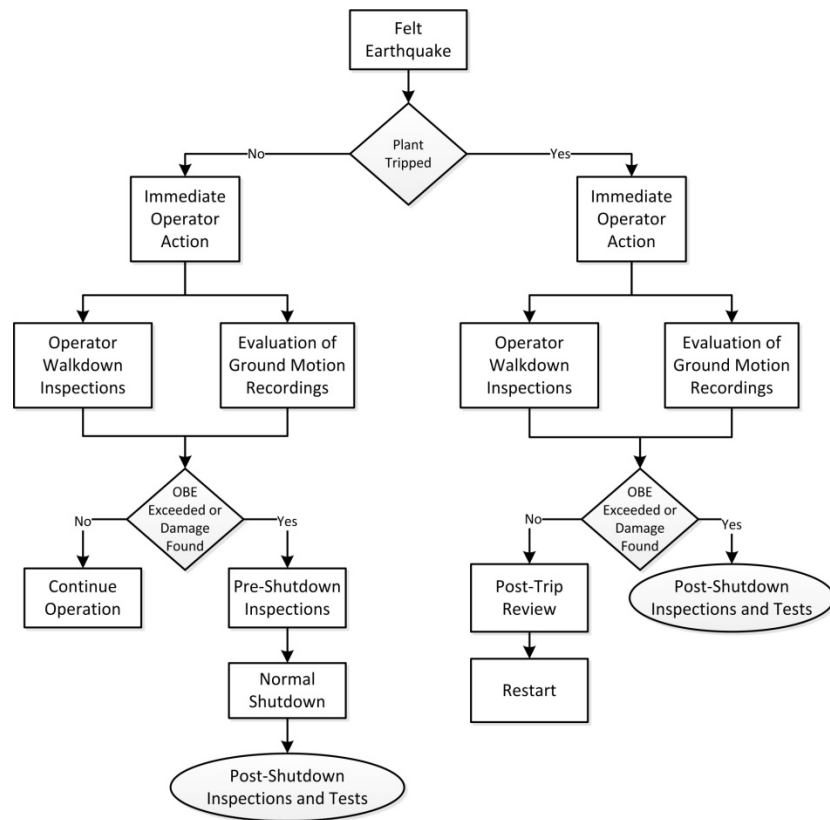 Felt
Earthquake
Plant
Tripped
No
Yes
Immediate
Operator
Action
Immediate
Operator
Action
Operator
Walkdown
Inspections
Evaluation of
Ground Motion
Recordings
Operator
Walkdown
Inspections
Evaluation of
Ground Motion
Recordings
OBE
Exceeded or
Damage
Found
No
Yes
OBE
Exceeded or
Damage
Found
No
Yes
Continue
Operation
Pre-Shutdown
Inspections
Post-Trip
Review
Post-Shutdown
Inspections and Tests
Normal
Shutdown
Restart
Post-Shutdown
Inspections and Tests